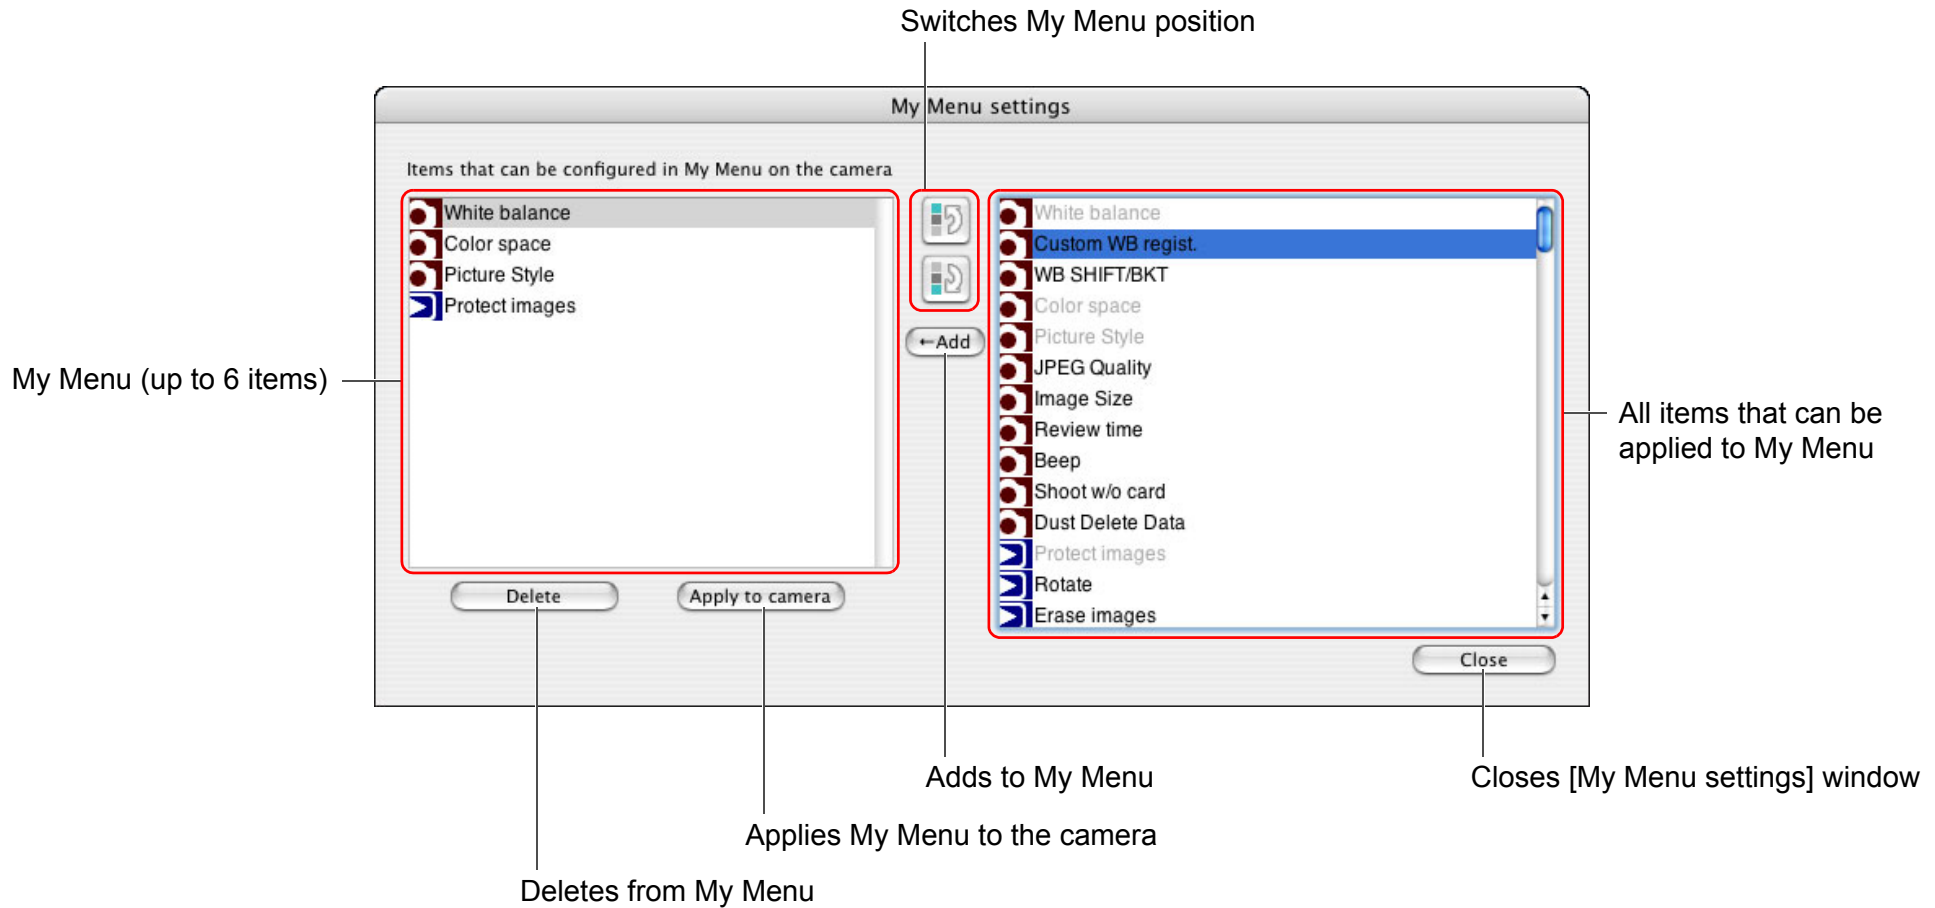 Switches My Menu position
My Menu settings
Items that can be configured in My Menu on the camera
White balance
Color space
Picture Style
Protect images
←Add
White balance
Custom WB regist.
WB SHIFT/BKT
Color space
Picture Style
JPEG Quality
Image Size
Review time
Beep
Shoot w/o card
Dust Delete Data
Protect images
Rotate
Erase images
My Menu (up to 6 items)
All items that can be
applied to My Menu
Delete
Apply to camera
Close
Adds to My Menu
Closes [My Menu settings] window
Applies My Menu to the camera
Deletes from My Menu